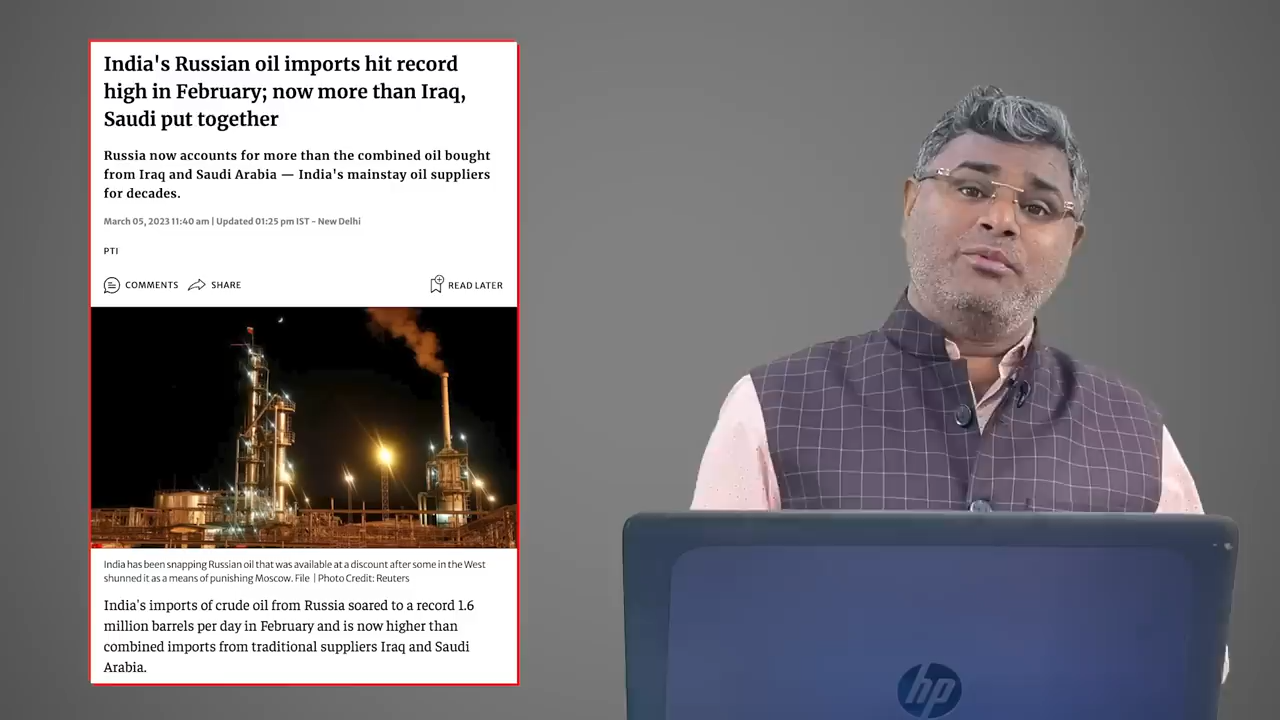 India's Russian oil imports hit record
high in February; now more than Iraq,
Saudi put together
Russia now accounts for more than the combined oil bought
from Iraq and Saudi Arabia — India's mainstay oil suppliers
for decades.
March 05, 2023 11:40 am | Updated 01:25 pm IST - New Delhi
PTI
COMMENTS SHARE READ LATER
India has been snapping Russian oil that was available at a discount after some in the West
shunned it as a means of punishing Moscow. File | Photo Credit: Reuters
India's imports of crude oil from Russia soared to a record 1.6
million barrels per day in February and is now higher than
combined imports from traditional suppliers Iraq and Saudi
Arabia.
hp